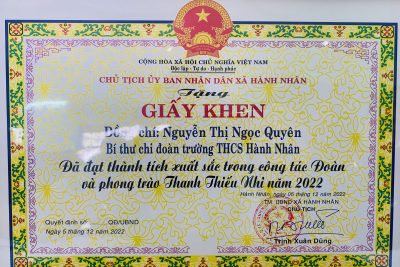 CỘNG HÒA XÃ HỘI CHỦ NGHĨA VIỆT NAM
Độc lập - Tự do - Hạnh phúc
CHỦ TỊCH ỦY BAN NHÂN DÂN XÃ HÀNH NHÂN
Tặng
GIẤY KHEN
Đồng chí: Nguyễn Thị Ngọc Quyên
Bí thư chi đoàn trường THCS Hành Nhân
Đã đạt thành tích xuất sắc trong công tác Đoàn
và phong trào Thanh Thiếu Nhi năm 2022
Hành Nhân, ngày 05 tháng 12 năm 2022
TM. UBND XÃ HÀNH NHÂN
CHỦ TỊCH
Quyết định số QĐ/UBND
Ngày 5 tháng 12 năm 2022
Trịnh Xuân Dũng